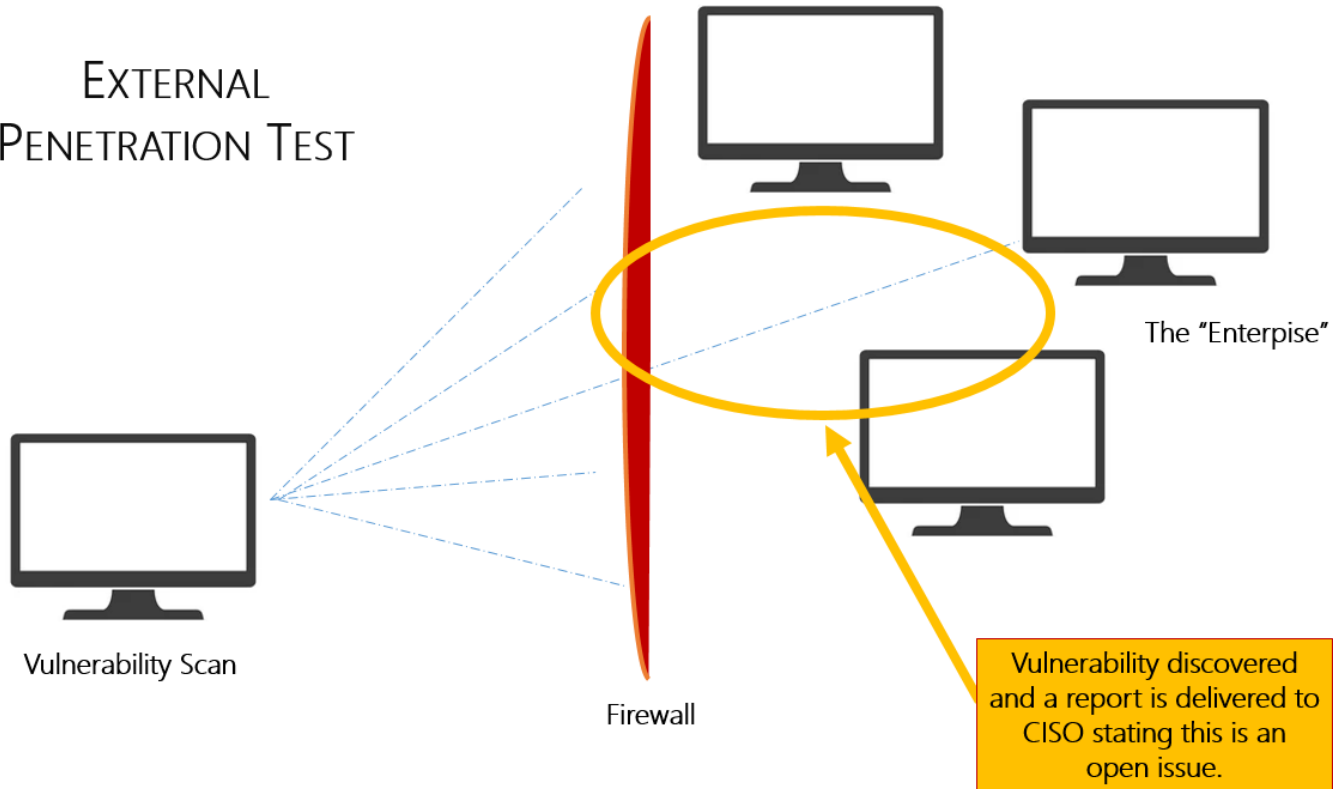 EXTERNAL
PENETRATION TEST
The "Enterpise"
Vulnerability Scan
Firewall
Vulnerability discovered
and a report is delivered to
CISO stating this is an
open issue.